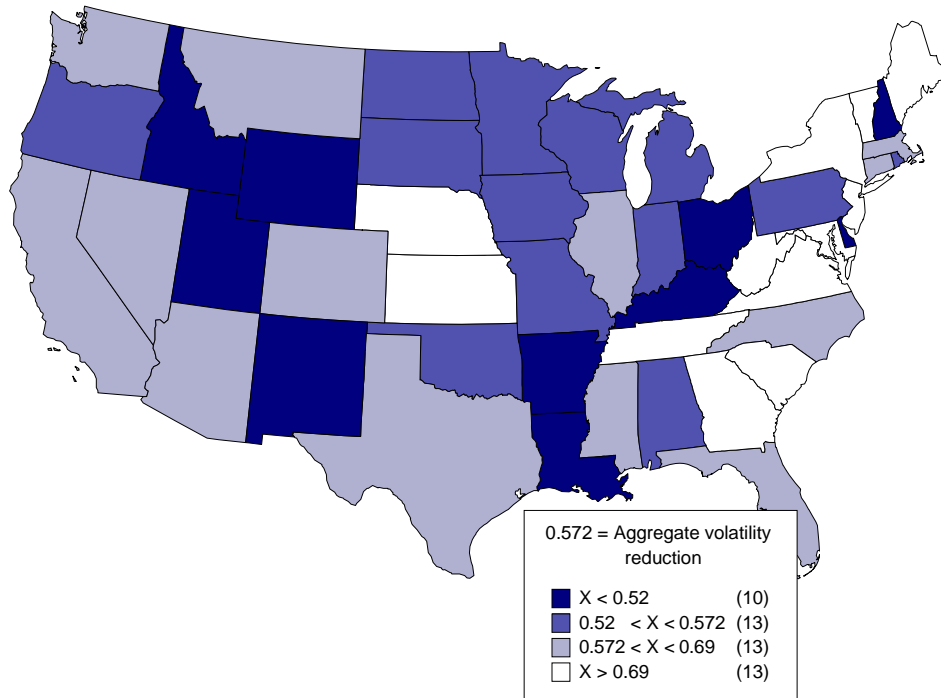 0.572 = Aggregate volatility
reduction
X < 0.52 (10)
0.52 < X < 0.572 (13)
0.572 < X < 0.69 (13)
X > 0.69 (13)